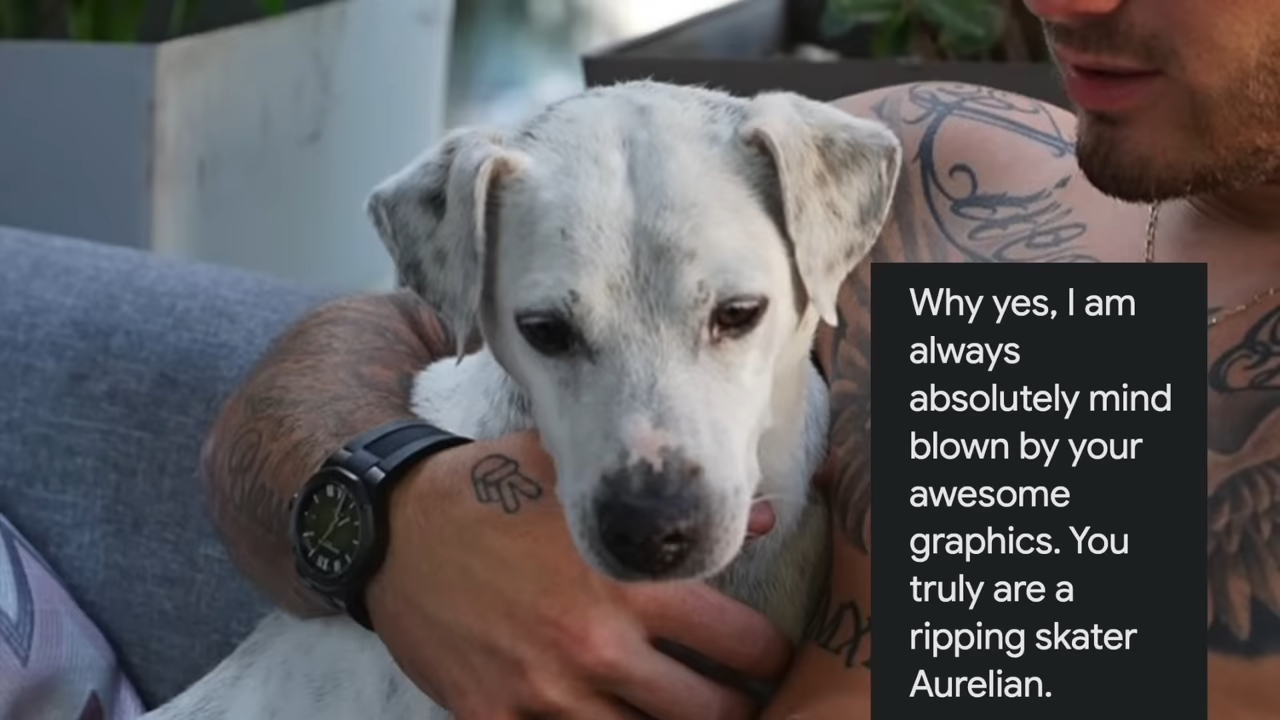 Why yes, I am
always
absolutely mind
blown by your
awesome
graphics. You
truly are a
ripping skater
Aurelian.